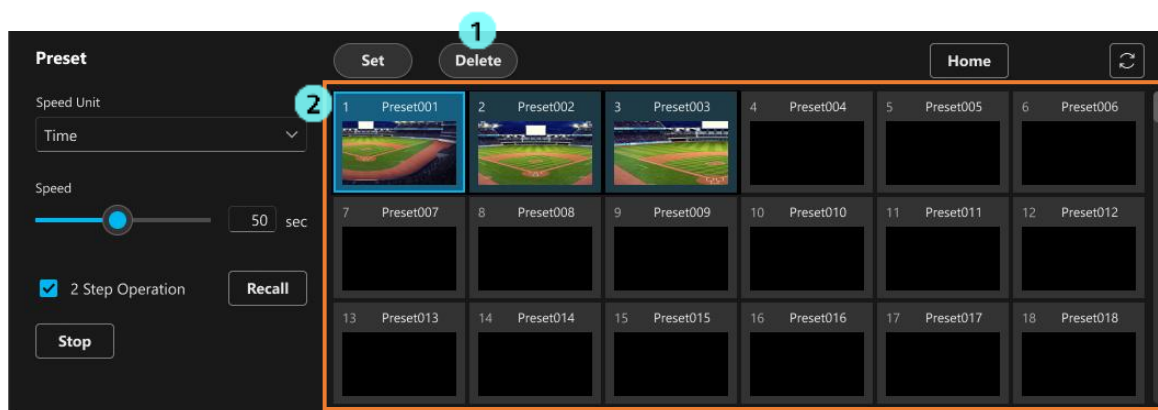 1
Preset
Set
Delete
Home
Speed Unit
2
Time
Speed
50 sec
2 Step Operation
Recall
Stop
1 Preset001
2 Preset002
3 Preset003
4 Preset004
5 Preset005
6 Preset006
7 Preset007
8 Preset008
9 Preset009
10 Preset010
11 Preset011
12 Preset012
13 Preset013
14 Preset014
15 Preset015
16 Preset016
17 Preset017
18 Preset018